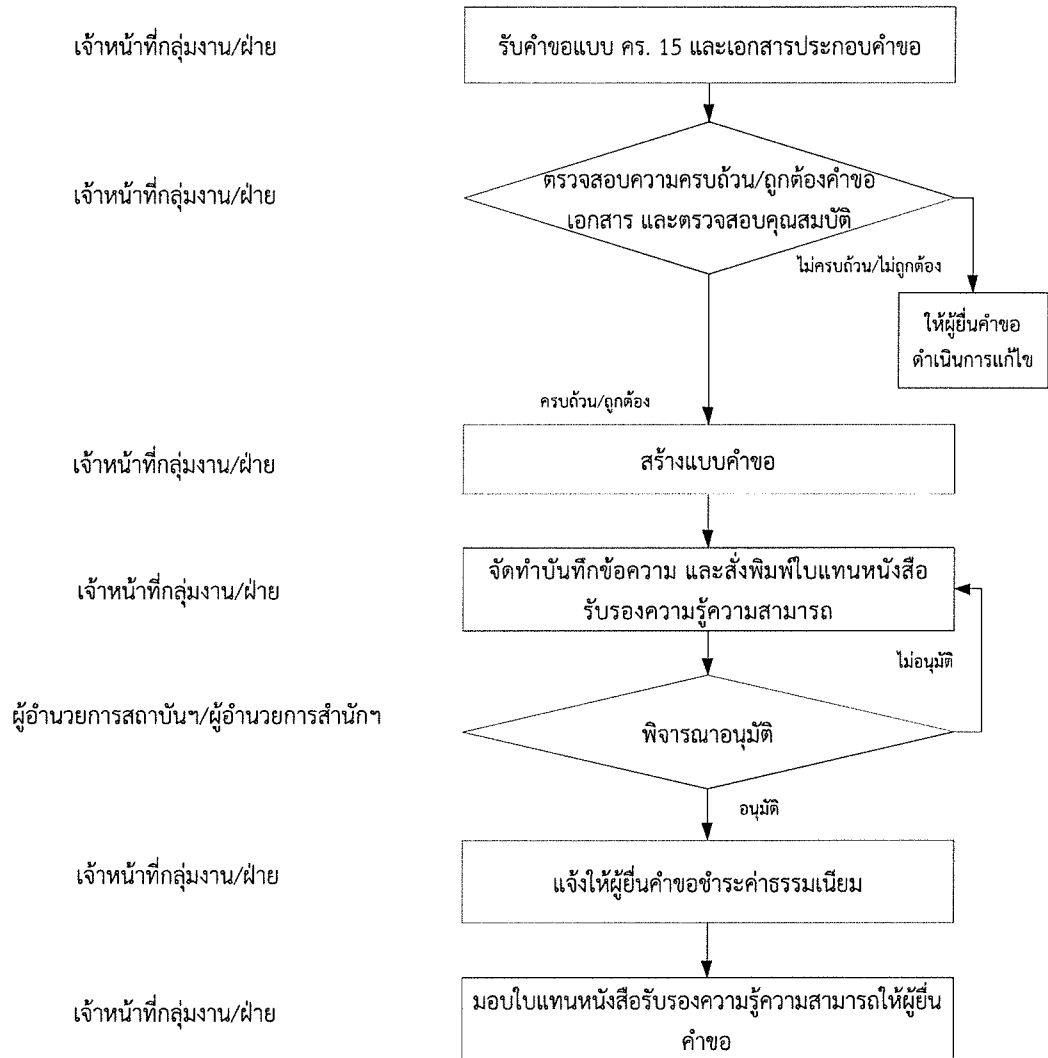 เจ้าหน้าที่กลุ่มงาน/ฝ่าย
รับคำขอแบบ คร. 15 และเอกสารประกอบคำขอ
เจ้าหน้าที่กลุ่มงาน/ฝ่าย
ตรวจสอบความครบถ้วน/ถูกต้องคำขอ
เอกสาร และตรวจสอบคุณสมบัติ
ไม่ครบถ้วน/ไม่ถูกต้อง
ให้ผู้ยื่นคำขอ
ดำเนินการแก้ไข
ครบถ้วน/ถูกต้อง
เจ้าหน้าที่กลุ่มงาน/ฝ่าย
สร้างแบบคำขอ
เจ้าหน้าที่กลุ่มงาน/ฝ่าย
จัดทำบันทึกข้อความ และสั่งพิมพ์ใบแทนหนังสือ
รับรองความรู้ความสามารถ
ไม่อนุมัติ
ผู้อำนวยการสถาบันฯ/ผู้อำนวยการสำนักฯ
พิจารณาอนุมัติ
อนุมัติ
เจ้าหน้าที่กลุ่มงาน/ฝ่าย
แจ้งให้ผู้ยื่นคำขอชำระค่าธรรมเนียม
เจ้าหน้าที่กลุ่มงาน/ฝ่าย
มอบใบแทนหนังสือรับรองความรู้ความสามารถให้ผู้ยื่น
คำขอ